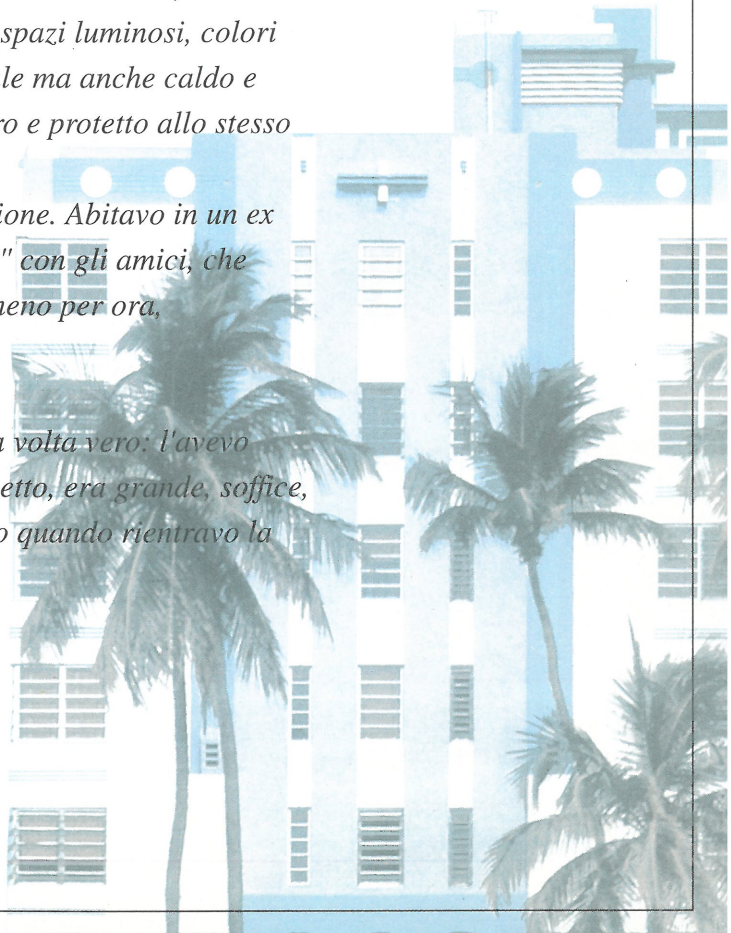 spazi luminosi, colori
le ma anche caldo e
ro e protetto allo stesso
ione. Abitavo in un ex
" con gli amici, che
neno per ora,
a volta vero: l'avevo
etto, era grande, soffice,
o quando rientravo la